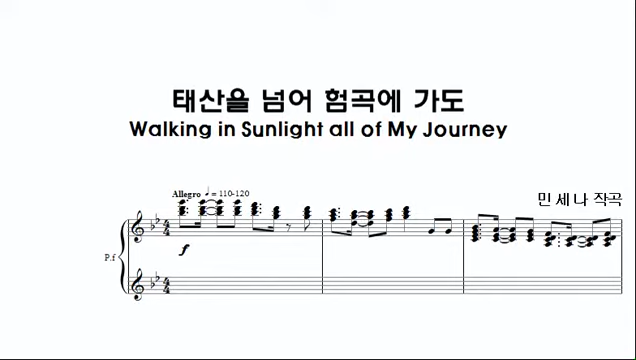 태산을 넘어 험곡에 가도
Walking in Sunlight all of My Journey
Allegro ♩ = 110-120
민 세 나 작곡
f
P.f